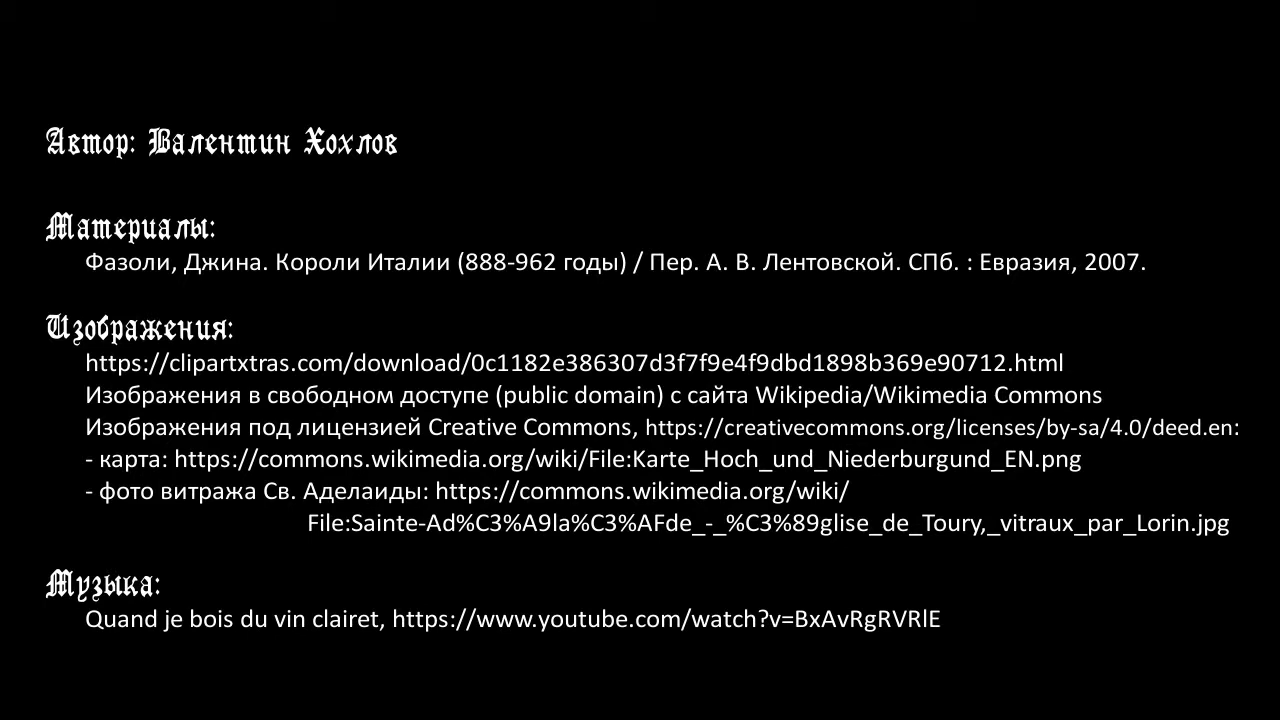 Автор: Валентин Хохлов
Материалы:
Фазоли, Джина. Короли Италии (888-962 годы) / Пер. А. В. Лентовской. СПб. : Евразия, 2007.
Изображения:
https://clipartxtras.com/download/0c1182e386307d3f7f9e4f9dbd1898b369e90712.html
Изображения в свободном доступе (public domain) с сайта Wikipedia/Wikimedia Commons
Изображения под лицензией Creative Commons, https://creativecommons.org/licenses/by-sa/4.0/deed.en:
- карта: https://commons.wikimedia.org/wiki/File:Karte_Hoch_und_Niederburgund_EN.png
- фото витража Св. Аделаиды: https://commons.wikimedia.org/wiki/
File:Sainte-Ad%C3%A9la%C3%AFde_-_%C3%89glise_de_Toury,_vitraux_par_Lorin.jpg
Музыка:
Quand je bois du vin clairet, https://www.youtube.com/watch?v=BxAvRgRVRlE